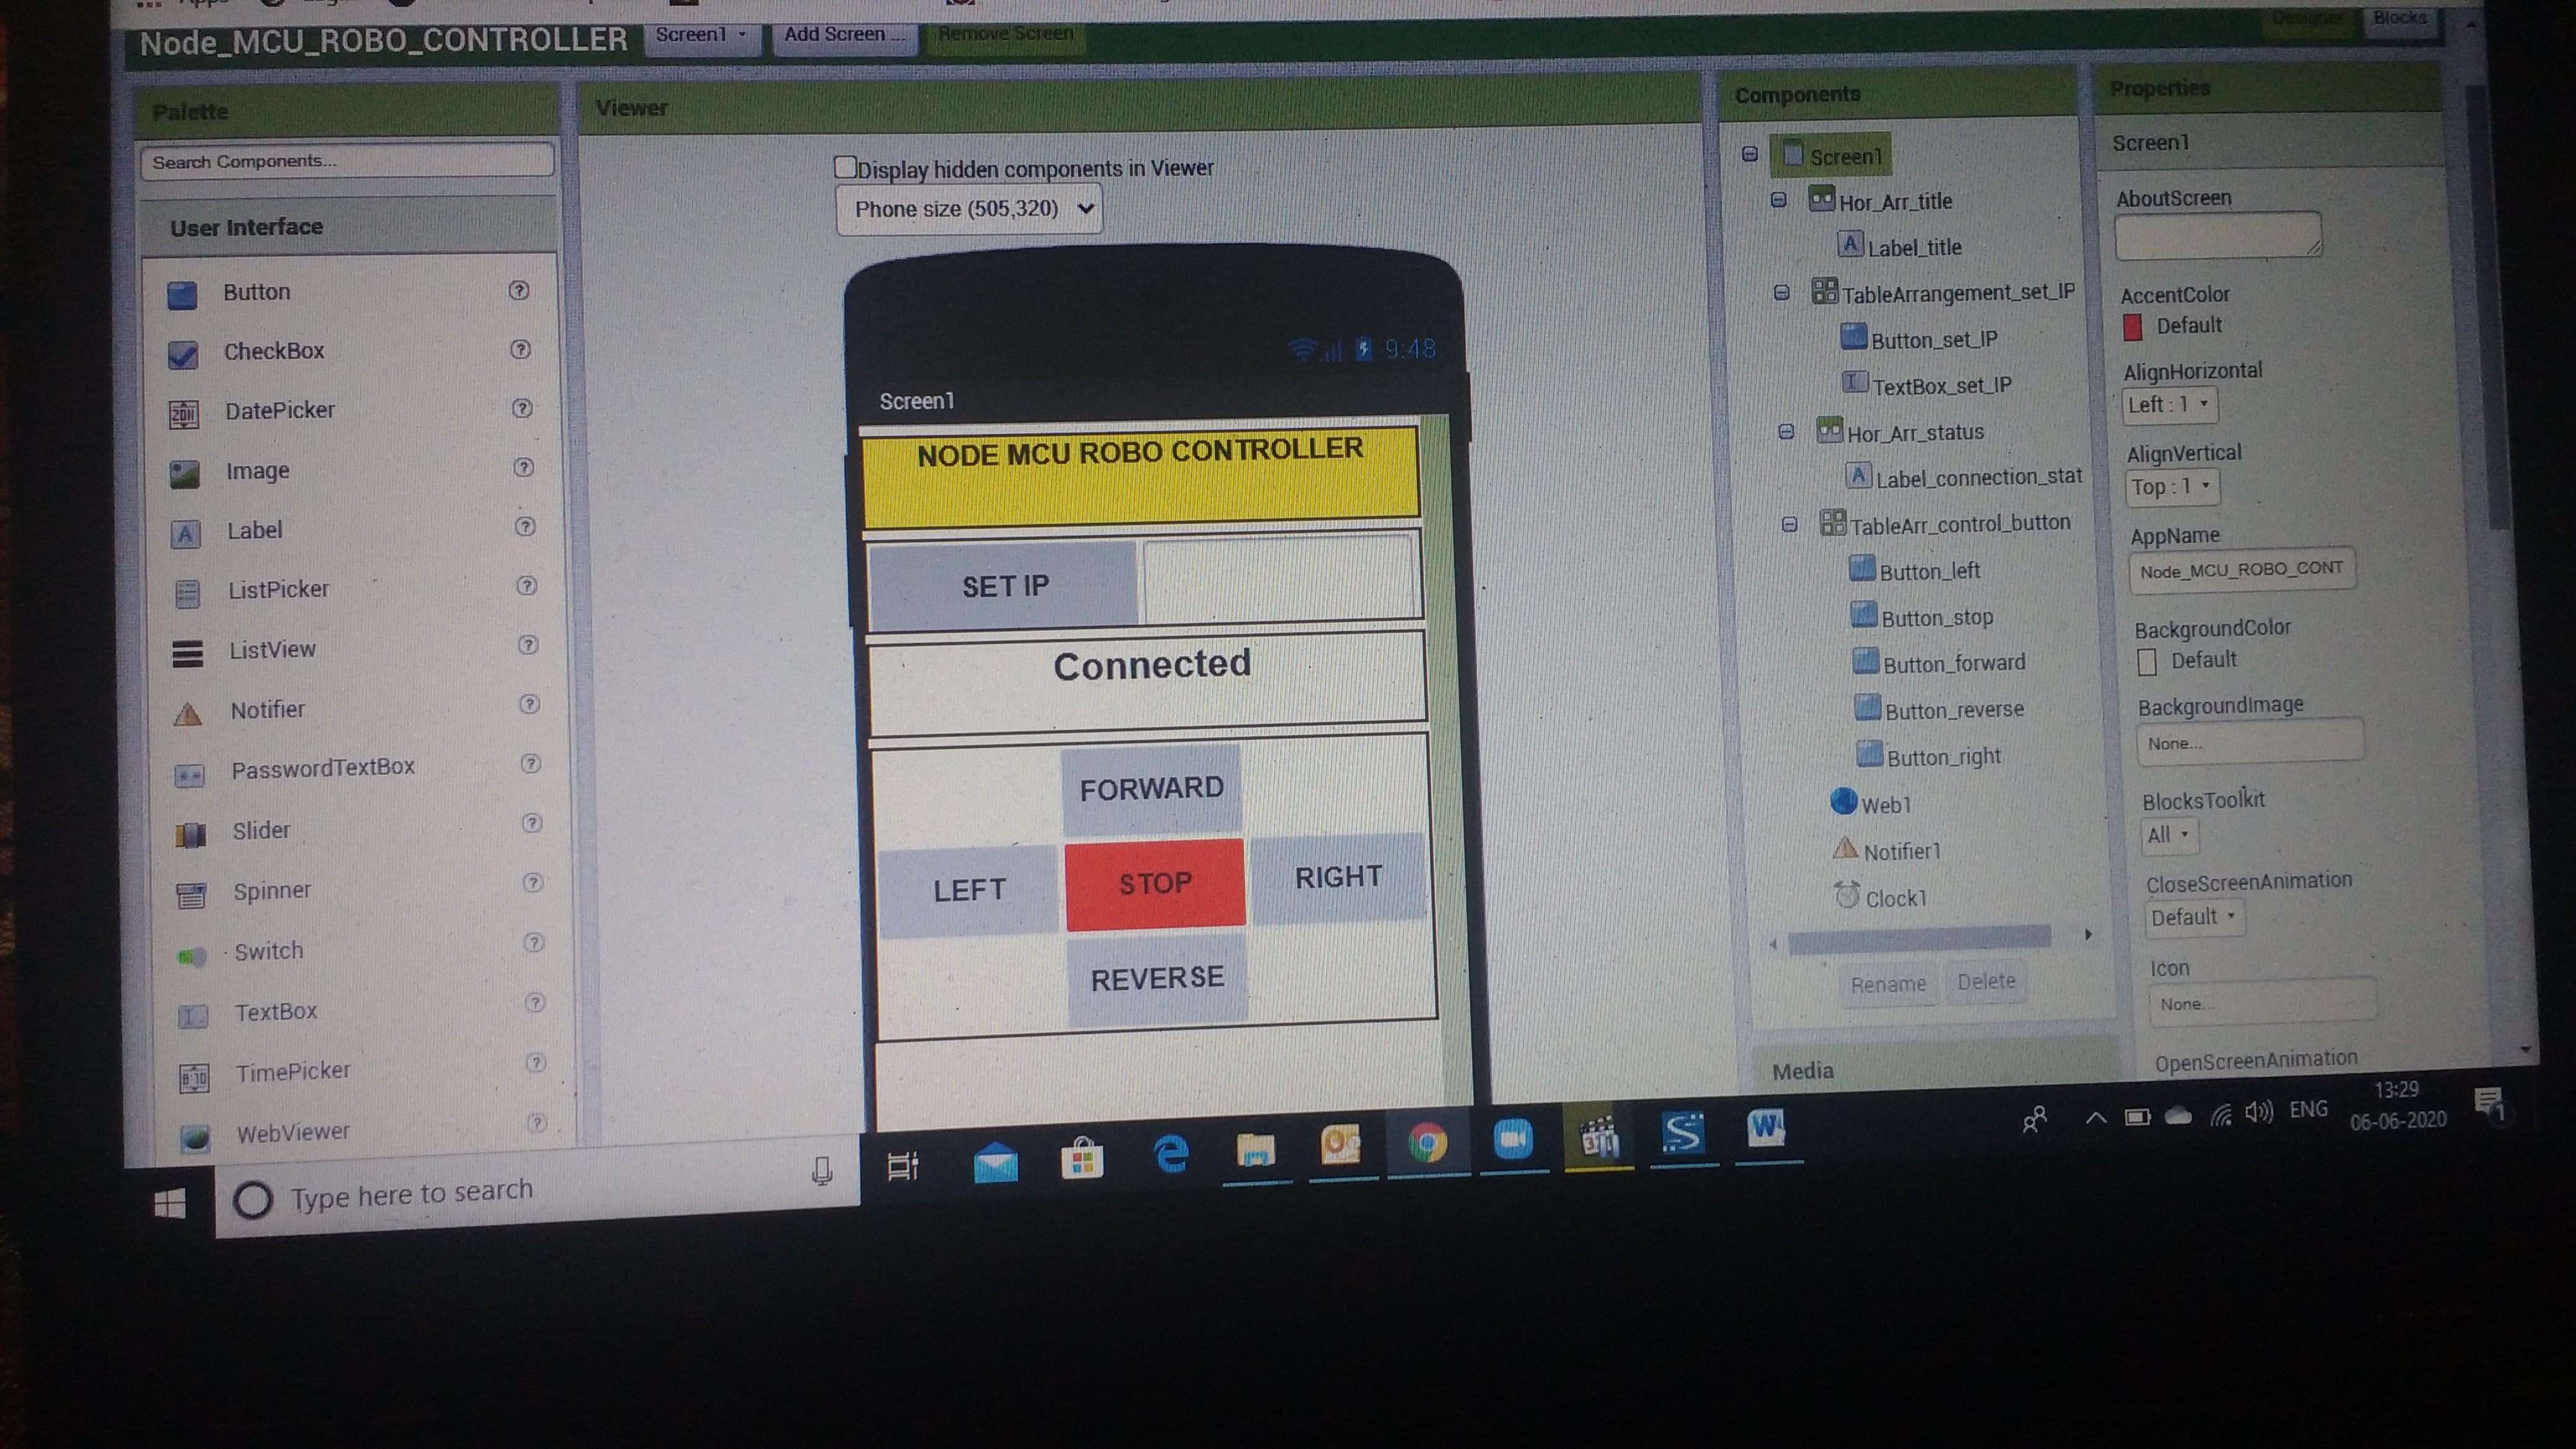 Apps
Node_MCU_ROBO_CONTROLLER
Screen1
Add Screen ...
Remove Screen
Designer
Blocks
Palette
Search Components...
User Interface
Button
CheckBox
DatePicker
Image
Label
ListPicker
ListView
Notifier
PasswordTextBox
Slider
Spinner
Switch
TextBox
TimePicker
WebViewer
Viewer
Display hidden components in Viewer
Phone size (505,320)
9:48
Screen1
NODE MCU ROBO CONTROLLER
SET IP
Connected
FORWARD
LEFT
STOP
RIGHT
REVERSE
Components
Screen1
Hor_Arr_title
Label_title
TableArrangement_set_IP
Button_set_IP
TextBox_set_IP
Hor_Arr_status
Label_connection_stat
TableArr_control_button
Button_left
Button_stop
Button_forward
Button_reverse
Button_right
Web1
Notifier1
Clock1
Rename
Delete
Media
Properties
Screen1
AboutScreen
AccentColor
Default
AlignHorizontal
Left : 1
AlignVertical
Top : 1
AppName
Node_MCU_ROBO_CONT
BackgroundColor
Default
BackgroundImage
None...
BlocksToolkit
All
CloseScreenAnimation
Default
Icon
None...
OpenScreenAnimation
Type here to search
ENG
13:29
06-06-2020
1